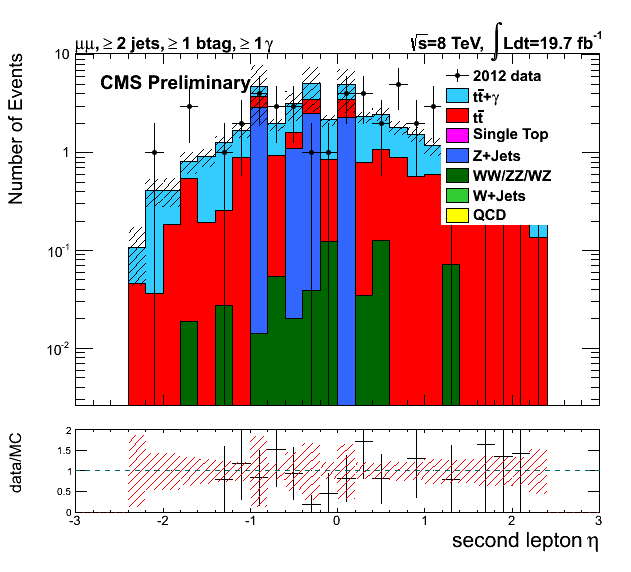 μμ, ≥ 2 jets, ≥ 1 btag, ≥ 1 γ
√s=8 TeV, ∫Ldt=19.7 fb⁻¹
CMS Preliminary
2012 data
tt̄+γ
tt̄
Single Top
Z+Jets
WW/ZZ/WZ
W+Jets
QCD
Number of Events
10
1
10⁻¹
10⁻²
data/MC
2
1.5
1
0.5
0
-3 -2 -1 0 1 2 3
second lepton η